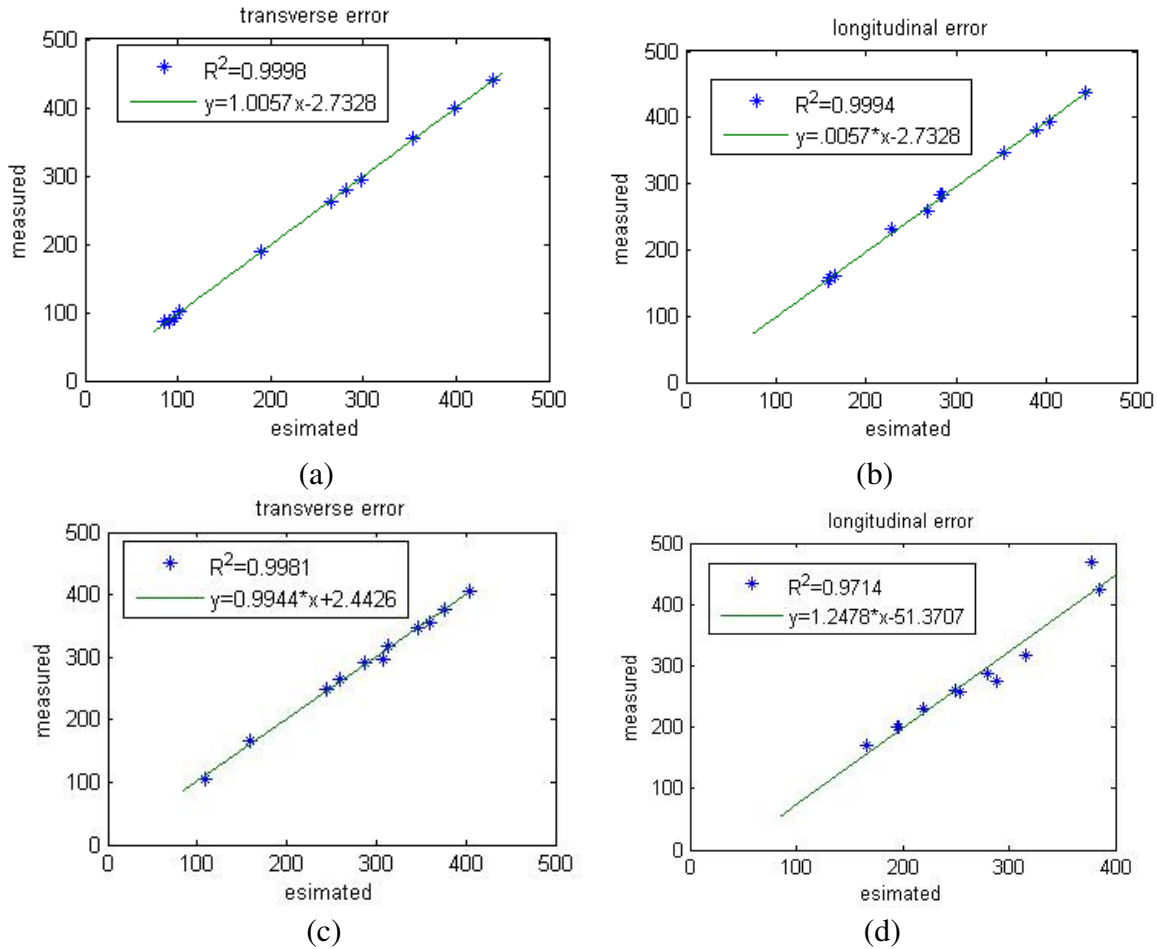 transverse error
500
400
300
200
100
0
measured
R²=0.9998
y=1.0057x-2.7328
0 100 200 300 400 500
esimated
(a)
longitudinal error
500
400
300
200
100
0
measured
R²=0.9994
y=.0057*x-2.7328
0 100 200 300 400 500
esimated
(b)
transverse error
500
400
300
200
100
0
measured
R²=0.9981
y=0.9944*x+2.4426
0 100 200 300 400 500
esimated
(c)
longitudinal error
500
400
300
200
100
0
measured
R²=0.9714
y=1.2478*x-51.3707
0 100 200 300 400
esimated
(d)